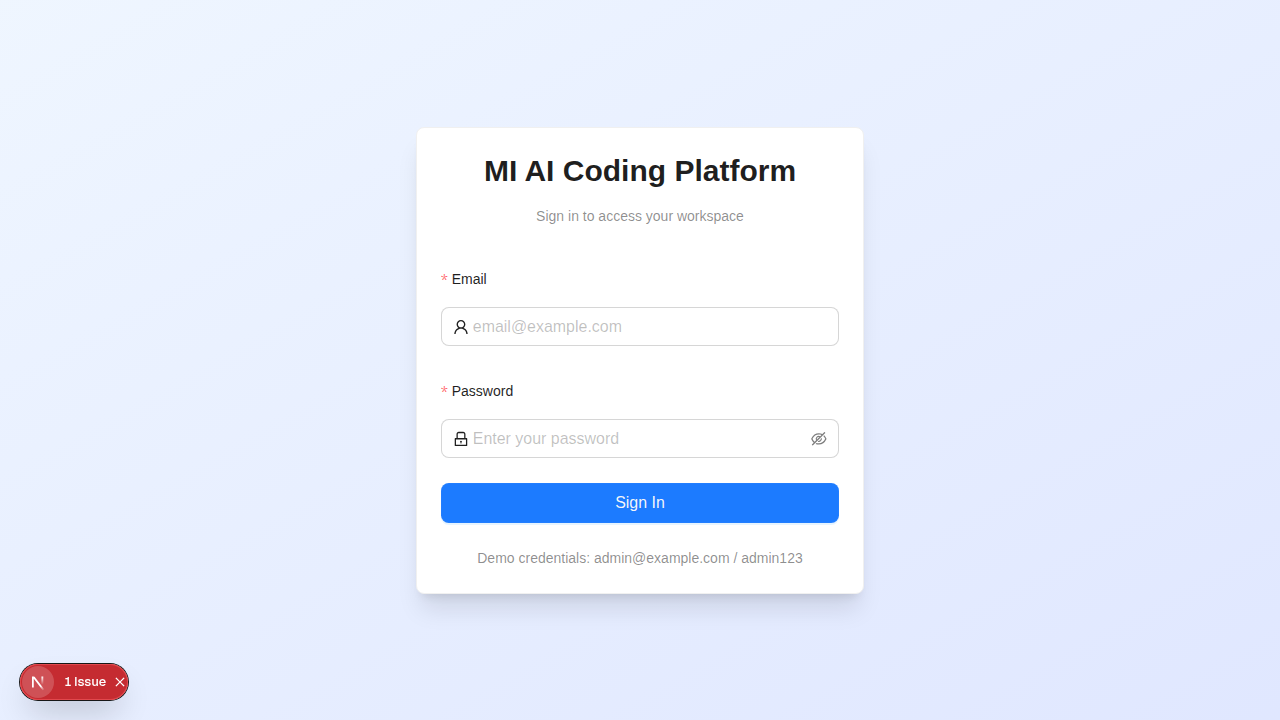 MI AI Coding Platform
Sign in to access your workspace
* Email
email@example.com
* Password
Enter your password
Sign In
Demo credentials: admin@example.com / admin123
N 1 Issue